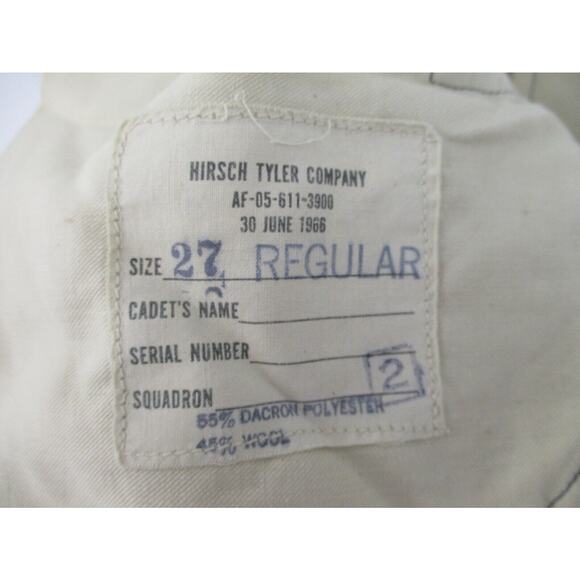 HIRSCH TYLER COMPANY
AF-05-611-3900
30 JUNE 1966
SIZE 27 REGULAR
CADET'S NAME
SERIAL NUMBER
SQUADRON 2
55% DACRON POLYESTER
45% WOOL